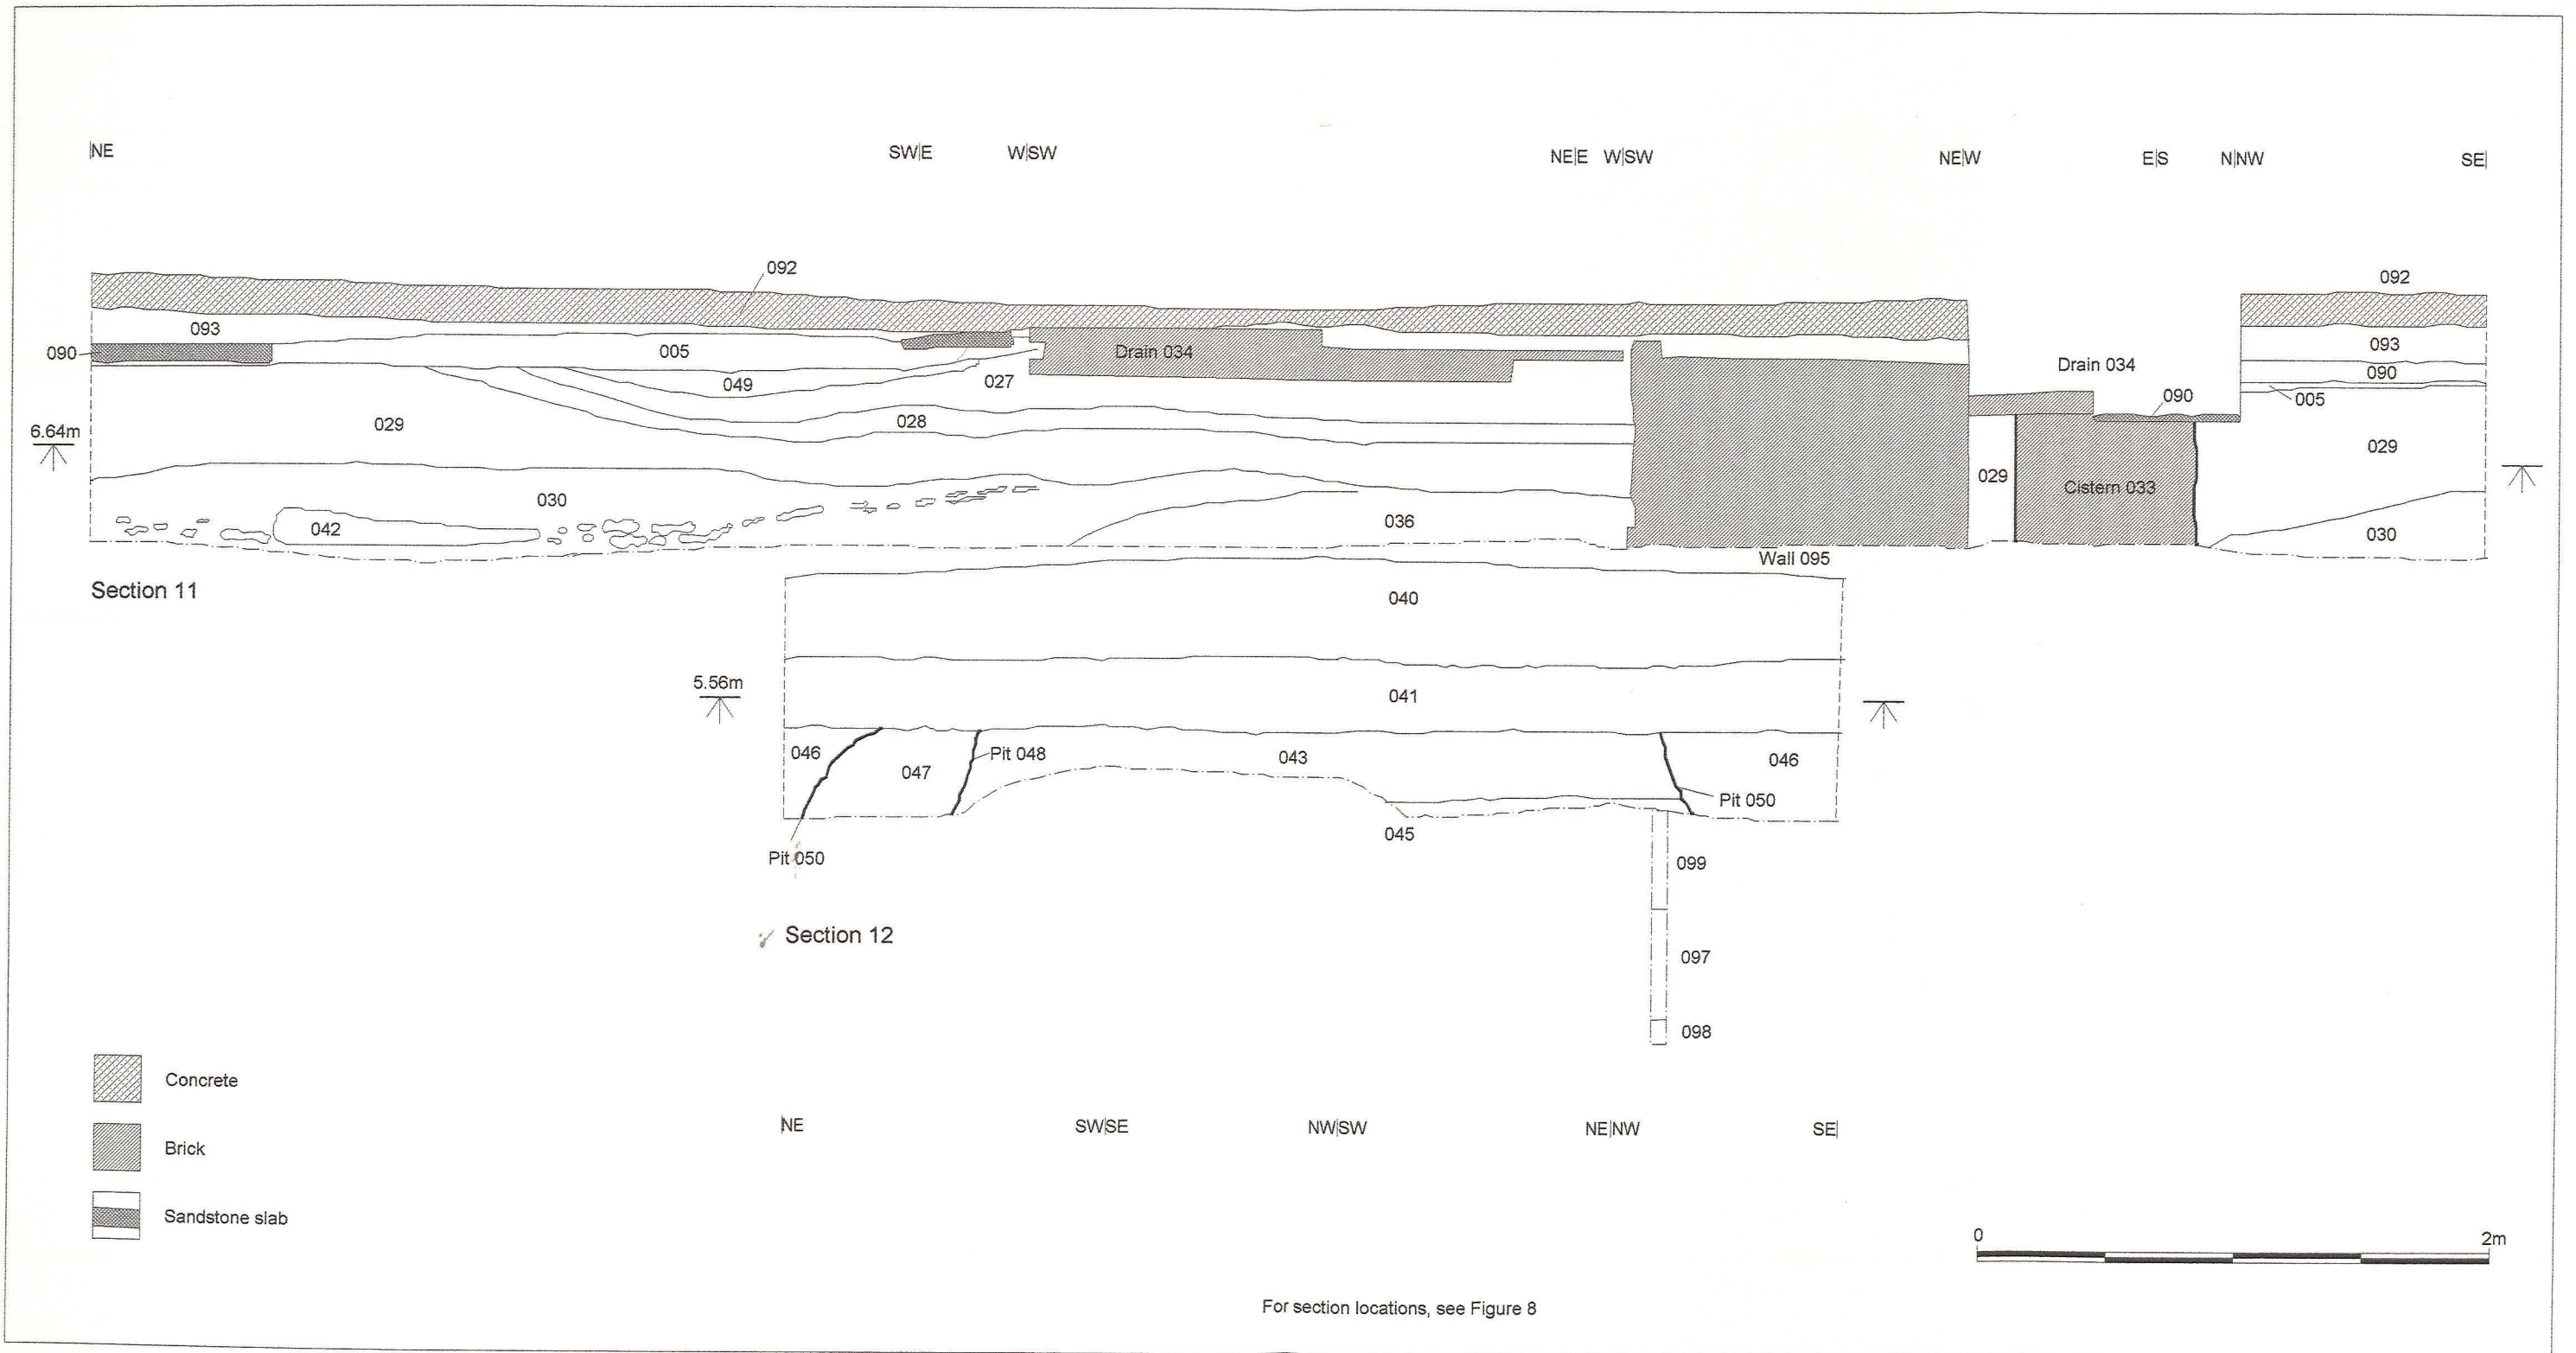 |NE SW|E W|SW NE|E W|SW NE|W E|S N|NW SE|
092
092
093
090
005
Drain 034
049
027
028
029
6.64m
030
042
036
Drain 034
090
029
Cistern 033
093
090
005
029
030
Wall 095
Section 11
040
5.56m
041
046
047
Pit 048
043
046
Pit 050
045
Pit 050
099
097
098
Section 12
|NE SW|SE NW|SW NE|NW SE|
Concrete
Brick
Sandstone slab
0 2m
For section locations, see Figure 8